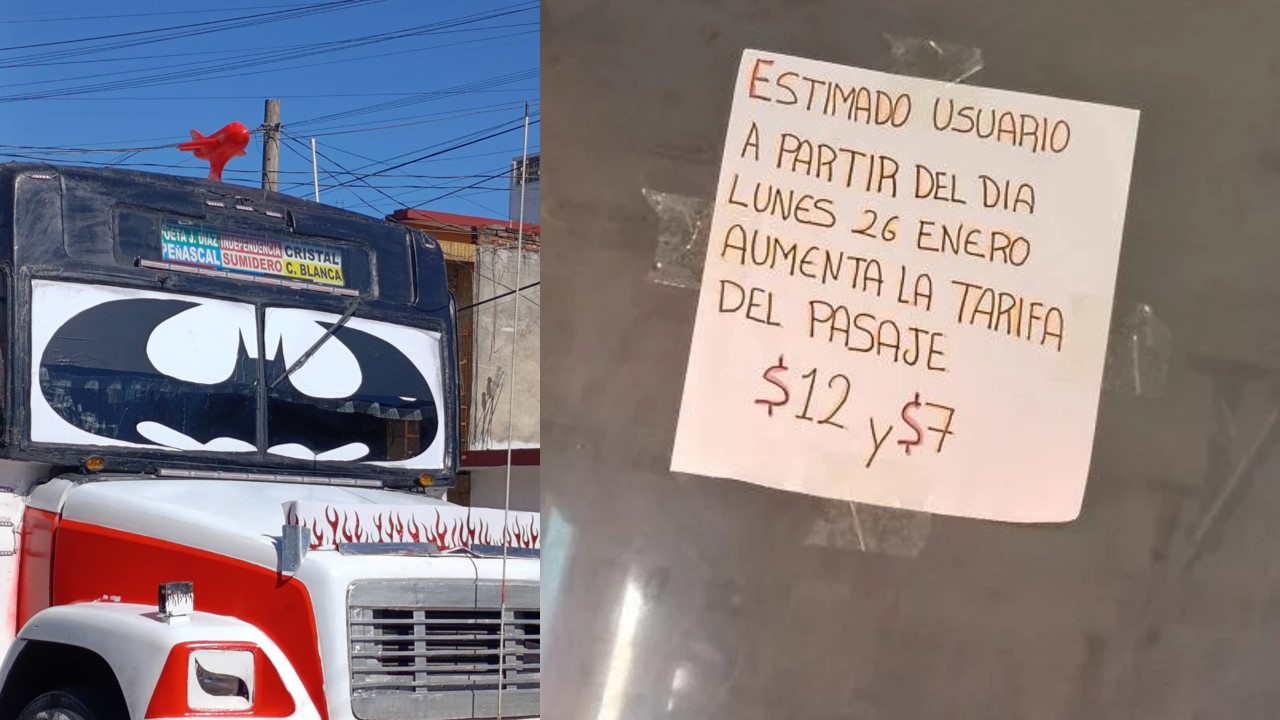 UETA J. DIAZ INDEPENDENCIA CRISTAL
PEÑASCAL SUMIDERO C. BLANCA
ESTIMADO USUARIO
A PARTIR DEL DIA
LUNES 26 ENERO
AUMENTA LA TARIFA
DEL PASAJE
$12 y $7